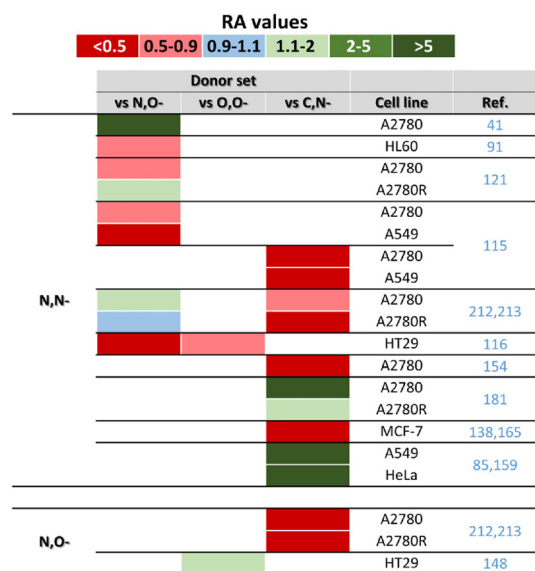 RA values
<0.5 0.5-0.9 0.9-1.1 1.1-2 2-5 >5
Donor set
vs N,O- vs O,O- vs C,N- Cell line Ref.
A2780 41
HL60 91
A2780
121
A2780R
A2780
A549
115
A2780
A549
N,N-
A2780
212,213
A2780R
HT29 116
A2780 154
A2780
181
A2780R
MCF-7 138,165
A549
85,159
HeLa
A2780
212,213
N,O-
A2780R
HT29 148